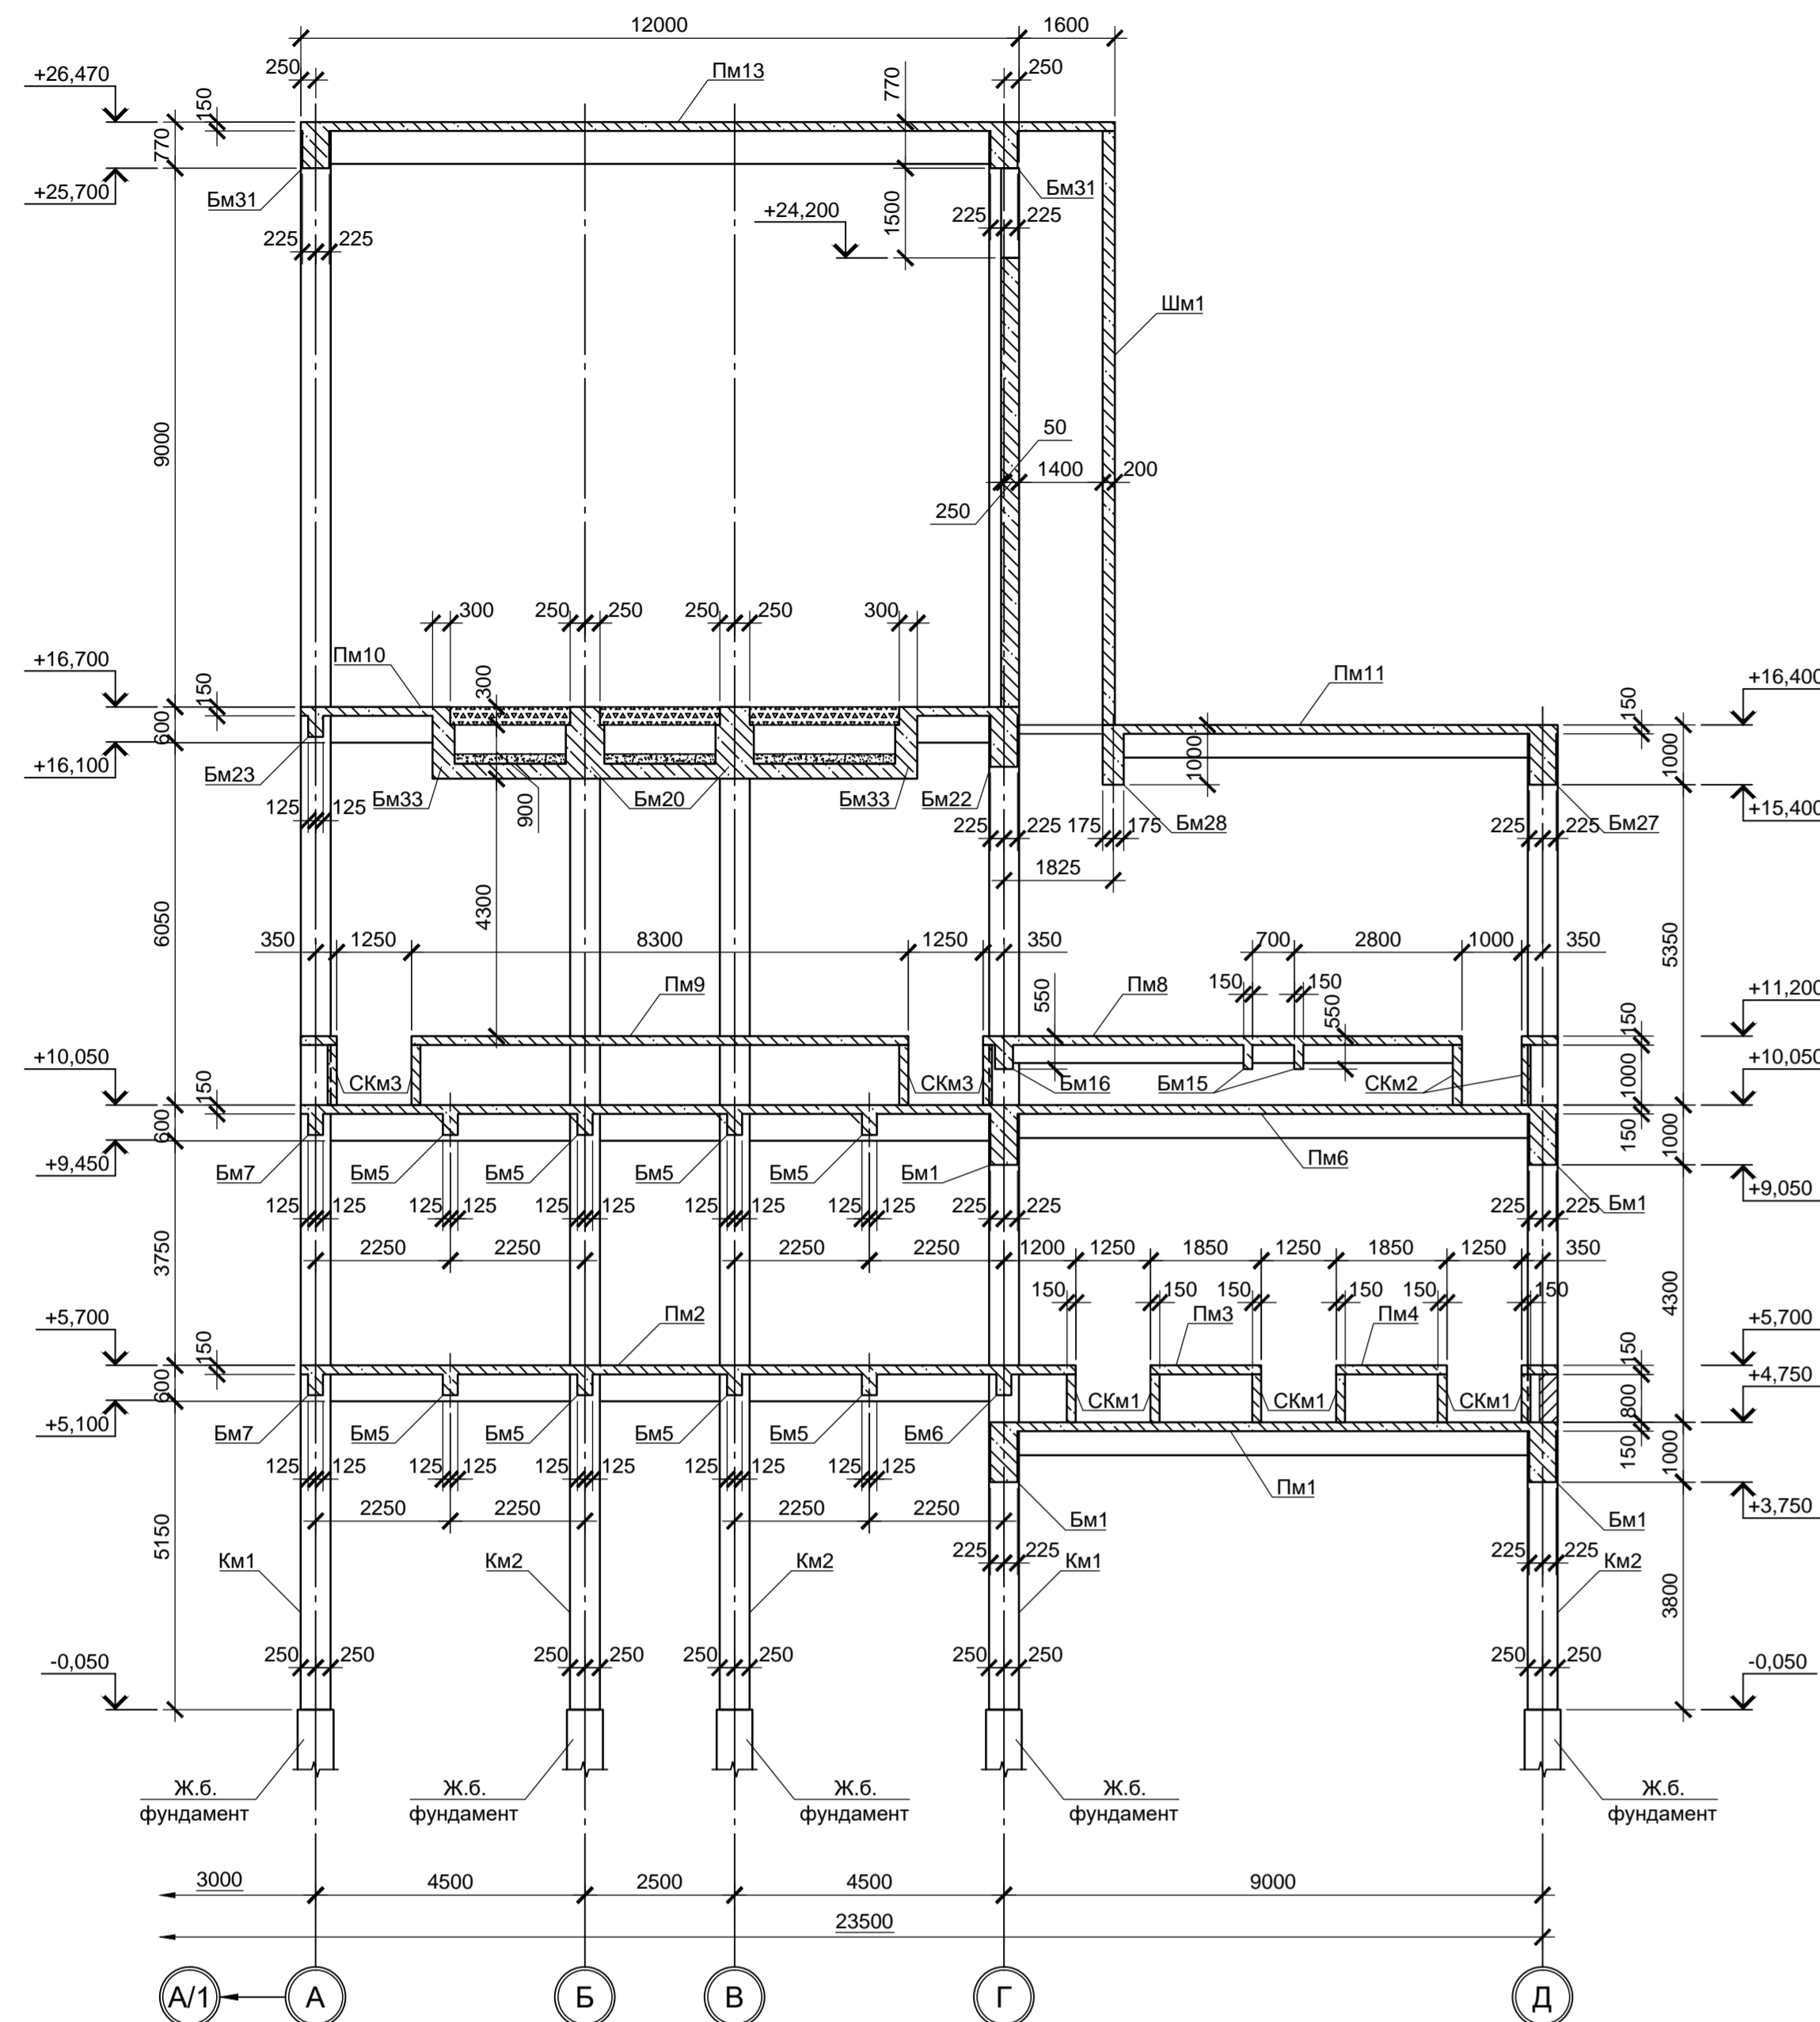 12000 1600
250 Пм13 770 250
+26,470
150
770
+25,700
Бм31 Бм31
+24,200 1500 225 225
225 225
Шм1
9000
50
1400 200
250
300 250 250 250 250 300
+16,700 Пм10 300 Пм11 +16,400
150 150
600 1000 1000
+16,100
Бм23 Бм33 900 Бм20 Бм33 Бм22 Бм28 Бм27 +15,400
125 125 225 225 175 175 225 225
1825
6050 4300 5350
350 1250 8300 1250 350 700 2800 1000 350
Пм9 550 Пм8 150 150 550 +11,200
150
+10,050 СКм3 СКм3 Бм16 Бм15 СКм2 1000 +10,050
150
600 150 1000
+9,450
Бм7 Бм5 Бм5 Бм5 Бм5 Бм1 Пм6 Бм1 +9,050
125 125 125 125 125 125 125 125 125 125 225 225 225 225
3750 2250 2250 2250 2250 1200 1250 1850 1250 1850 1250 350
150 150 150 150 150 150 4300
+5,700 Пм2 Пм3 Пм4 +5,700
150 150
600 СКм1 СКм1 СКм1 800 +4,750
+5,100
Бм7 Бм5 Бм5 Бм5 Бм5 Бм6 150 1000
125 125 125 125 125 125 125 125 125 125 Пм1 +3,750
2250 2250 2250 2250 Бм1 Бм1
5150 225 225 225 225
Км1 Км2 Км2 Км1 Км2
3800
-0,050 250 250 250 250 250 250 250 250 250 250 -0,050
Ж.б. Ж.б. Ж.б. Ж.б. Ж.б.
фундамент фундамент фундамент фундамент фундамент
3000 4500 2500 4500 9000
23500
А/1 А Б В Г Д